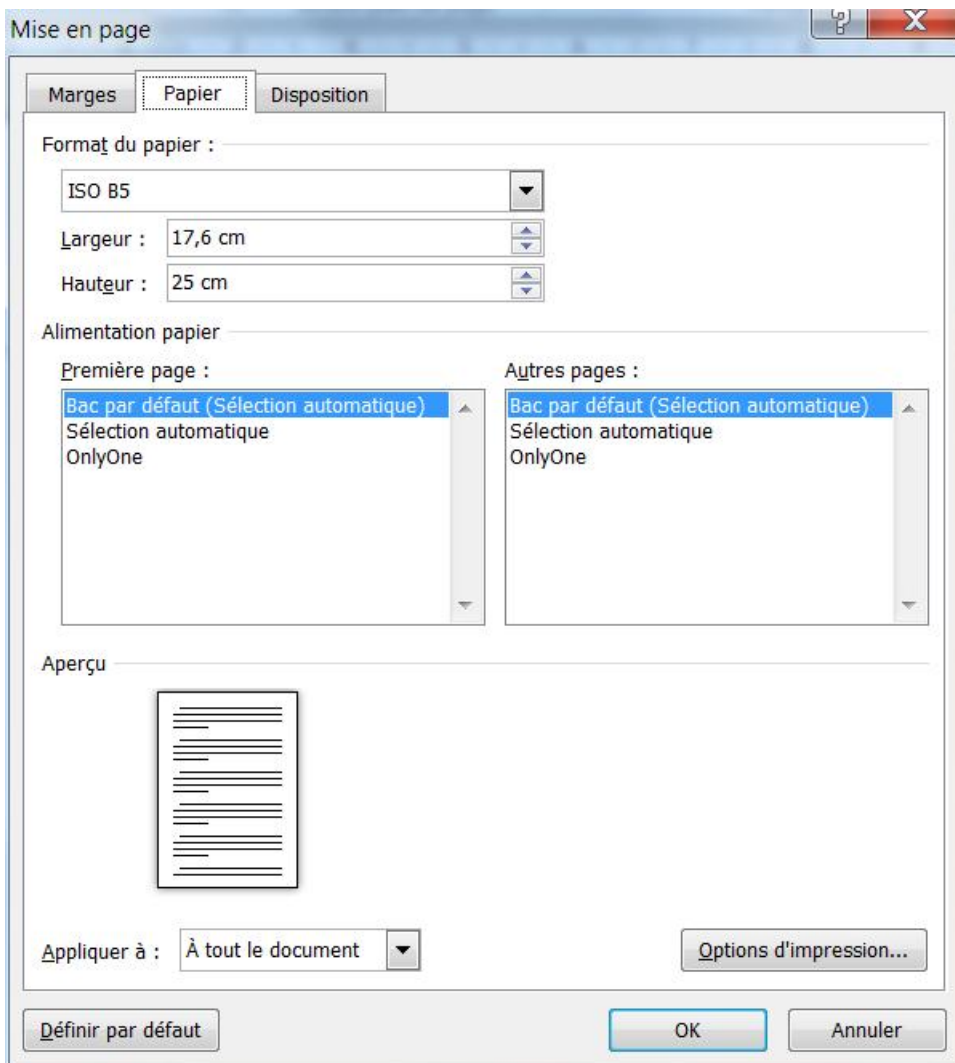 Mise en page
Marges Papier Disposition
Format du papier :
ISO B5
Largeur : 17,6 cm
Hauteur : 25 cm
Alimentation papier
Première page : Autres pages :
Bac par défaut (Sélection automatique) Bac par défaut (Sélection automatique)
Sélection automatique Sélection automatique
OnlyOne OnlyOne
Aperçu
Appliquer à : À tout le document Options d'impression...
Définir par défaut OK Annuler